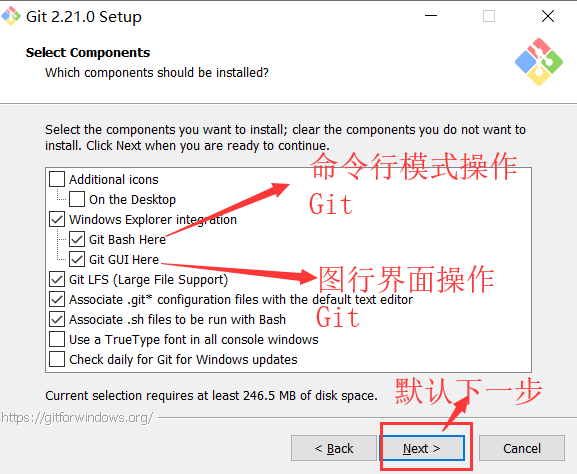 Git 2.21.0 Setup
Select Components
Which components should be installed?
Select the components you want to install; clear the components you do not want to
install. Click Next when you are ready to continue.
Additional icons
On the Desktop
Windows Explorer integration
Git Bash Here
Git GUI Here
Git LFS (Large File Support)
Associate .git* configuration files with the default text editor
Associate .sh files to be run with Bash
Use a TrueType font in all console windows
Check daily for Git for Windows updates
命令行模式操作
Git
图行界面操作
Git
默认下一步
Current selection requires at least 246.5 MB of disk space.
https://gitforwindows.org/
< Back
Next >
Cancel